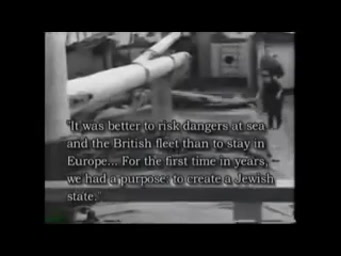 "It was better to risk dangers at sea
and the British fleet than to stay in
Europe... For the first time in years,
we had a purpose: to create a Jewish
state."